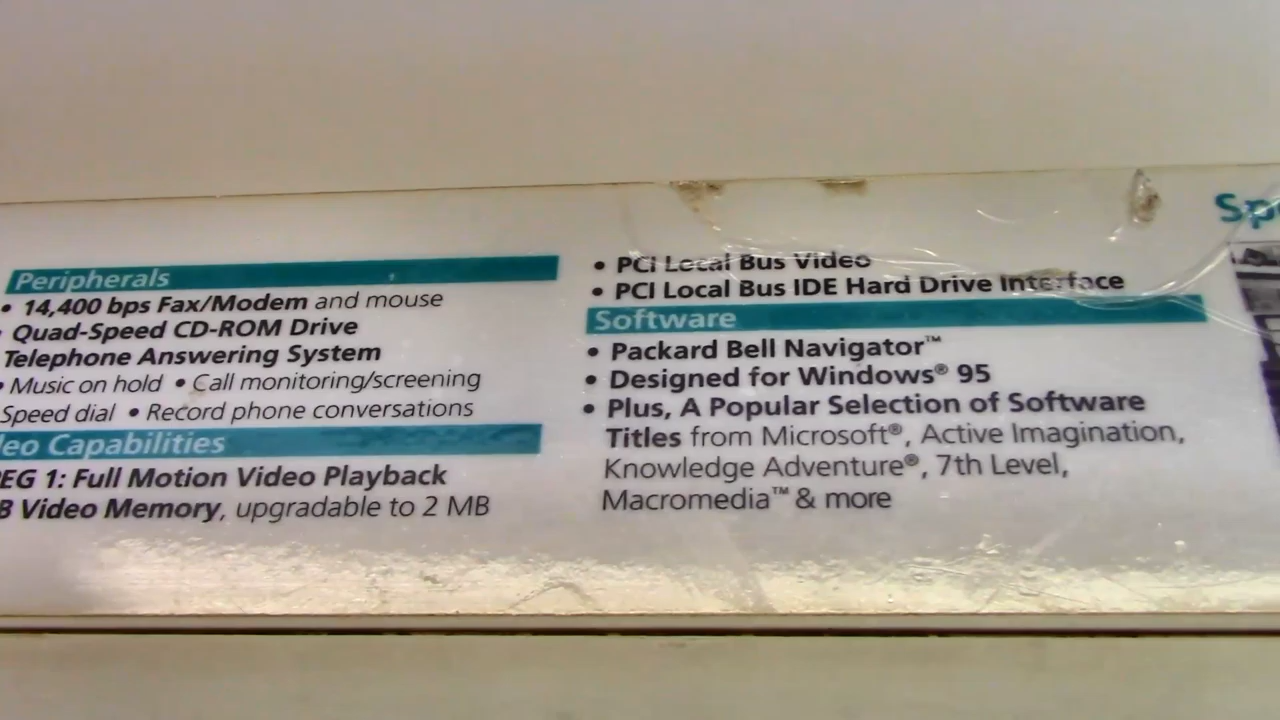 Peripherals
• 14,400 bps Fax/Modem and mouse
Quad-Speed CD-ROM Drive
Telephone Answering System
• Music on hold • Call monitoring/screening
Speed dial • Record phone conversations
eo Capabilities
EG 1: Full Motion Video Playback
B Video Memory, upgradable to 2 MB
• PCI Local Bus Video
• PCI Local Bus IDE Hard Drive Interface
Software
• Packard Bell Navigator™
• Designed for Windows® 95
• Plus, A Popular Selection of Software
Titles from Microsoft®, Active Imagination,
Knowledge Adventure®, 7th Level,
Macromedia™ & more